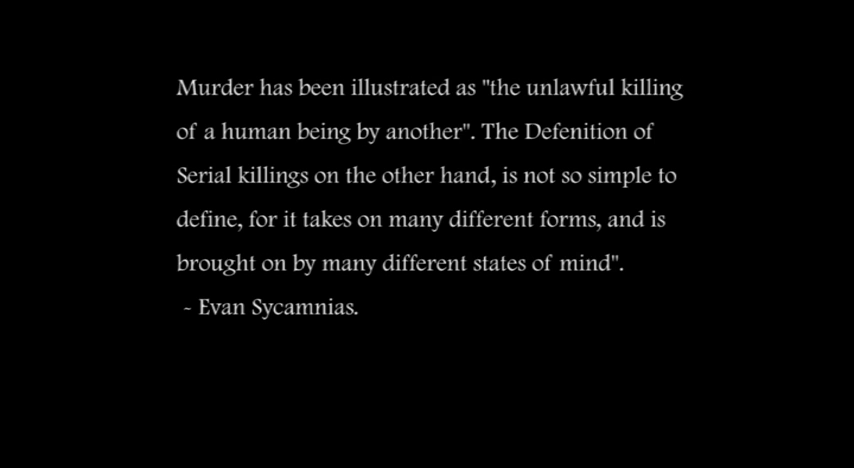 Murder has been illustrated as "the unlawful killing
of a human being by another". The Defenition of
Serial killings on the other hand, is not so simple to
define, for it takes on many different forms, and is
brought on by many different states of mind".
~ Evan Sycamnias.